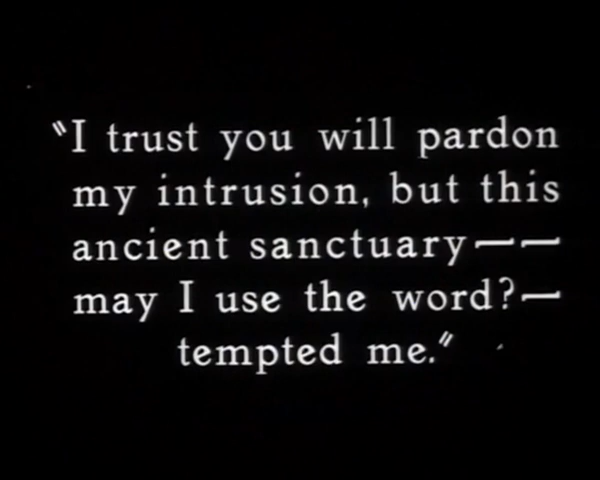 "I trust you will pardon
my intrusion, but this
ancient sanctuary——
may I use the word?—
tempted me."